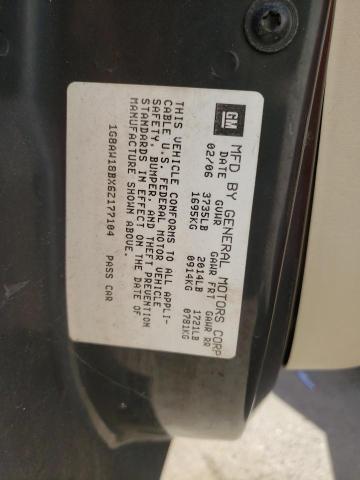 GM MFD BY GENERAL MOTORS CORP
DATE GVWR GAWR FRT GAWR RR
02/06 3735LB 2014LB 1721LB
1695KG 0914KG 0781KG
THIS VEHICLE CONFORMS TO ALL APPLI-
CABLE U.S. FEDERAL MOTOR VEHICLE
SAFETY, BUMPER, AND THEFT PREVENTION
STANDARDS IN EFFECT ON THE DATE OF
MANUFACTURE SHOWN ABOVE.
1G8AW18BX6Z177104 PASS CAR